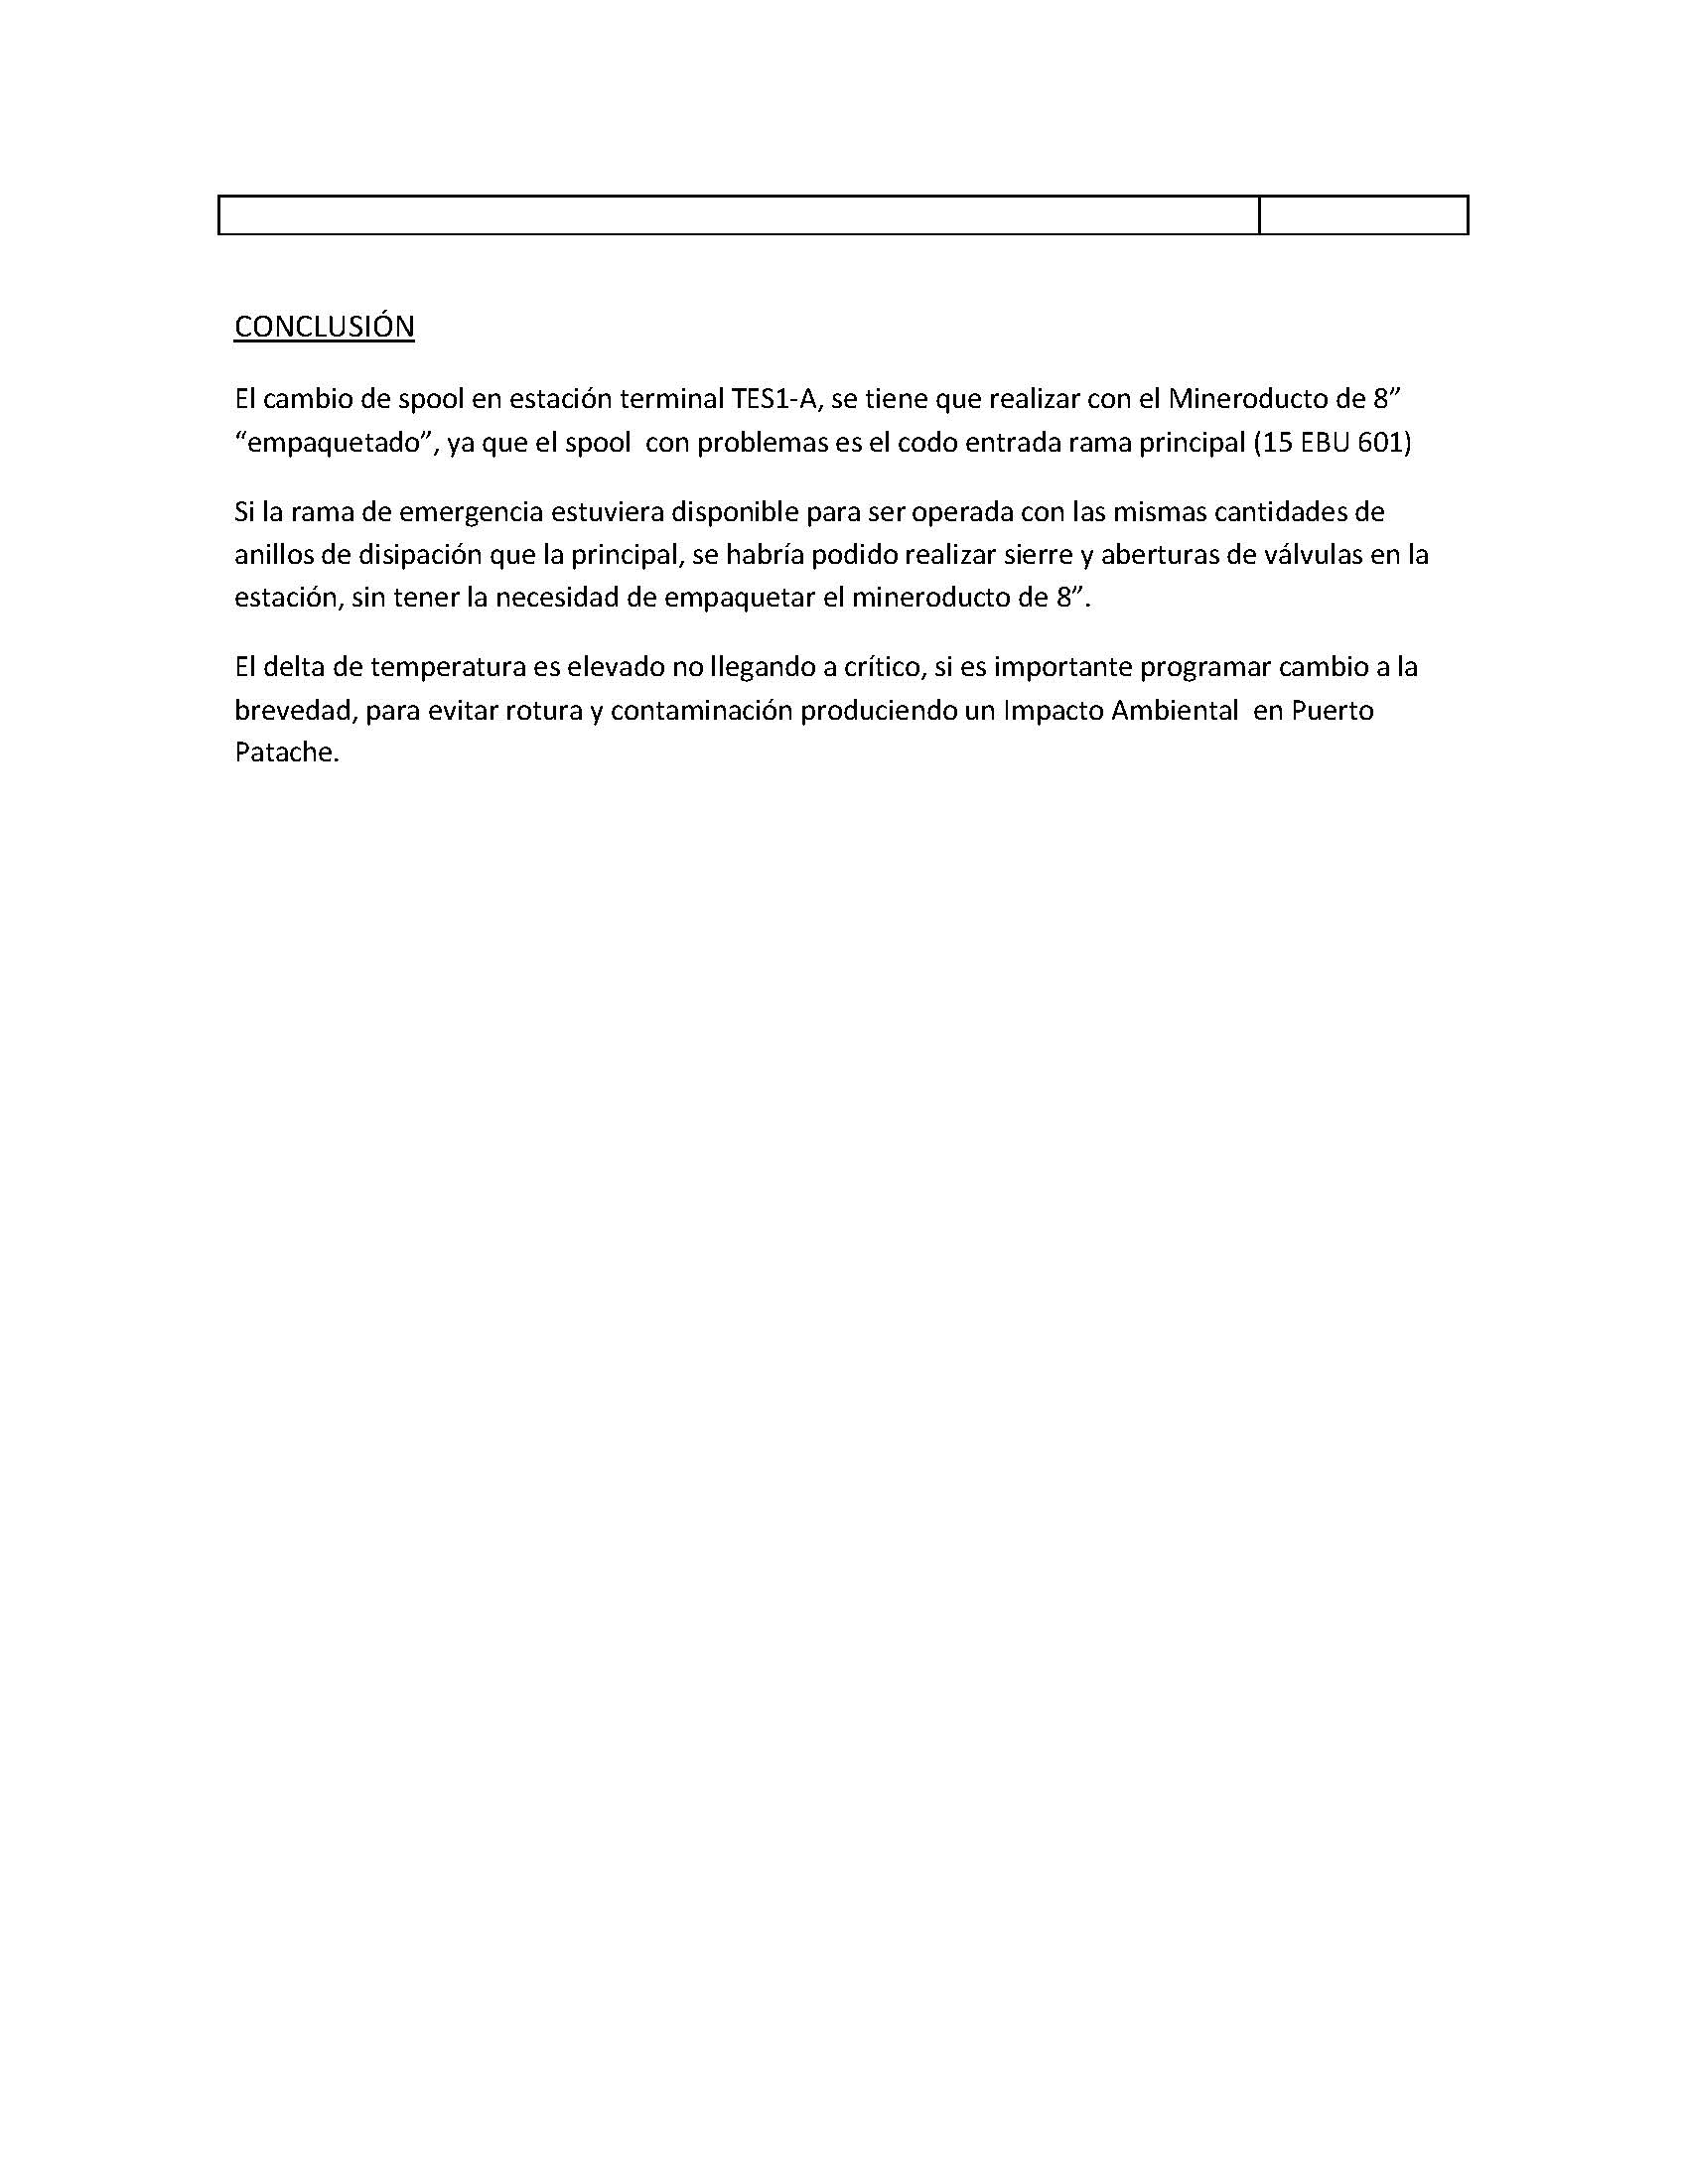 CONCLUSIÓN
El cambio de spool en estación terminal TES1-A, se tiene que realizar con el Mineroducto de 8”
“empaquetado”, ya que el spool  con problemas es el codo entrada rama principal (15 EBU 601)
Si la rama de emergencia estuviera disponible para ser operada con las mismas cantidades de
anillos de disipación que la principal, se habría podido realizar sierre y aberturas de válvulas en la
estación, sin tener la necesidad de empaquetar el mineroducto de 8”.
El delta de temperatura es elevado no llegando a crítico, si es importante programar cambio a la
brevedad, para evitar rotura y contaminación produciendo un Impacto Ambiental  en Puerto
Patache.